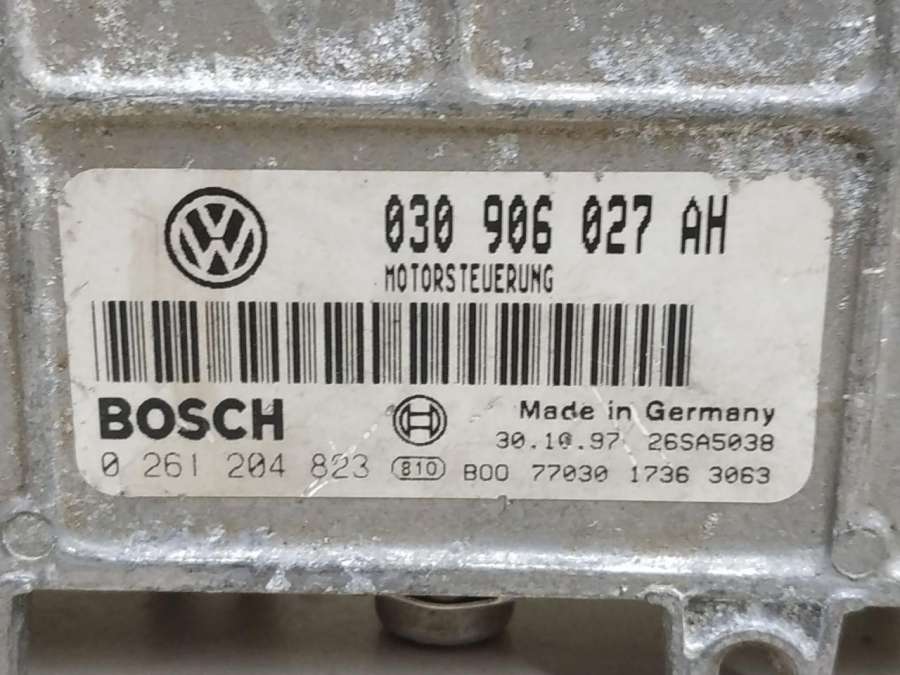 030 906 027 AH
MOTORSTEUERUNG
BOSCH
Made in Germany
30.10.97 26SA5038
0 261 204 823 810 B00 77030 1736 3063